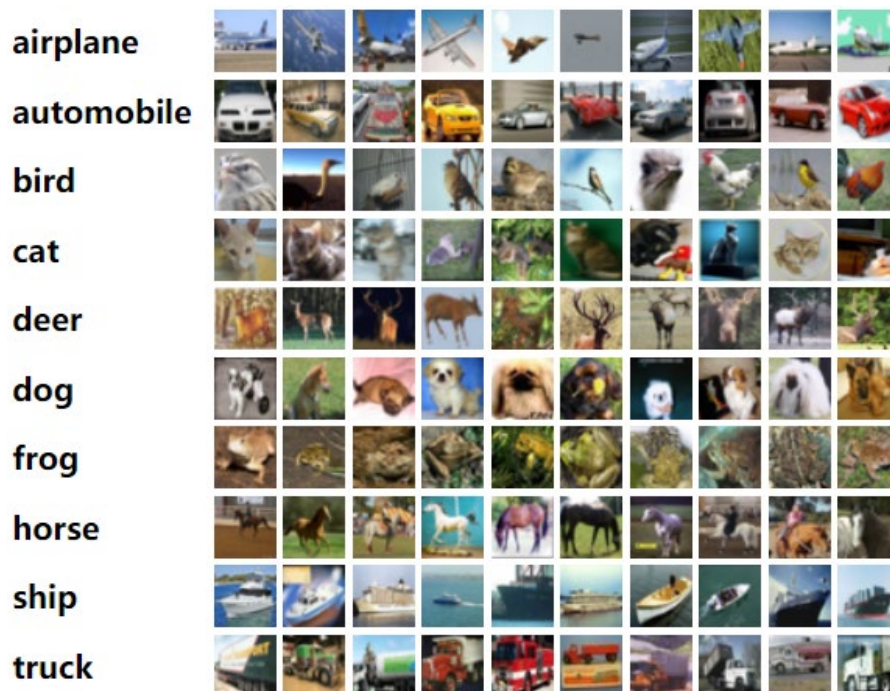 airplane
automobile
bird
cat
deer
dog
frog
horse
ship
truck